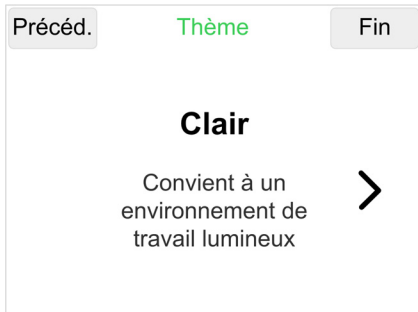 Précéd. Thème Fin
Clair
Convient à un
environnement de
travail lumineux